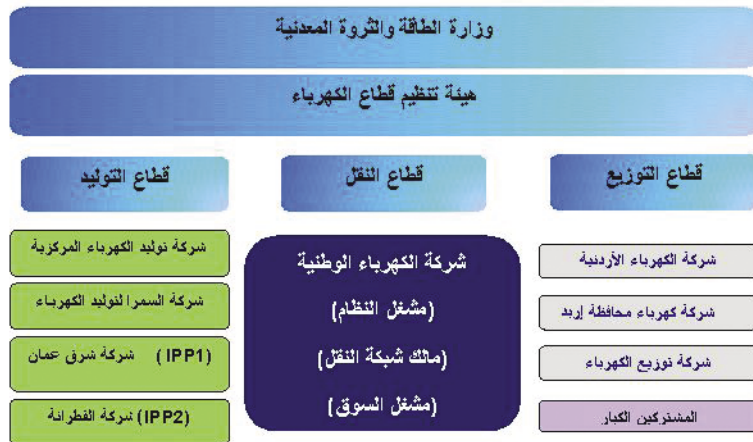 وزارة الطاقة والثروة المعدنية
هيئة تنظيم قطاع الكهرباء
قطاع التوزيع
قطاع النقل
قطاع التوليد
شركة الكهرباء الأردنية
شركة كهرباء محافظة إربد
شركة توزيع الكهرباء
المشتركين الكبار
شركة الكهرباء الوطنية
(مشغل النظام)
(مالك شبكة النقل)
(مشغل السوق)
شركة توليد الكهرباء المركزية
شركة السمرا لتوليد الكهرباء
شركة شرق عمان (IPP1)
شركة القطرانة (IPP2)